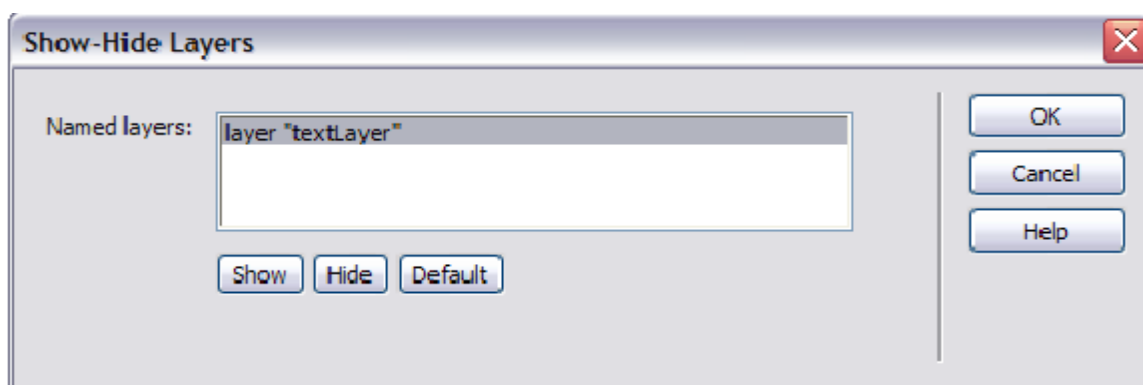 Show-Hide Layers
Named layers:
layer "textLayer"
Show Hide Default
OK
Cancel
Help